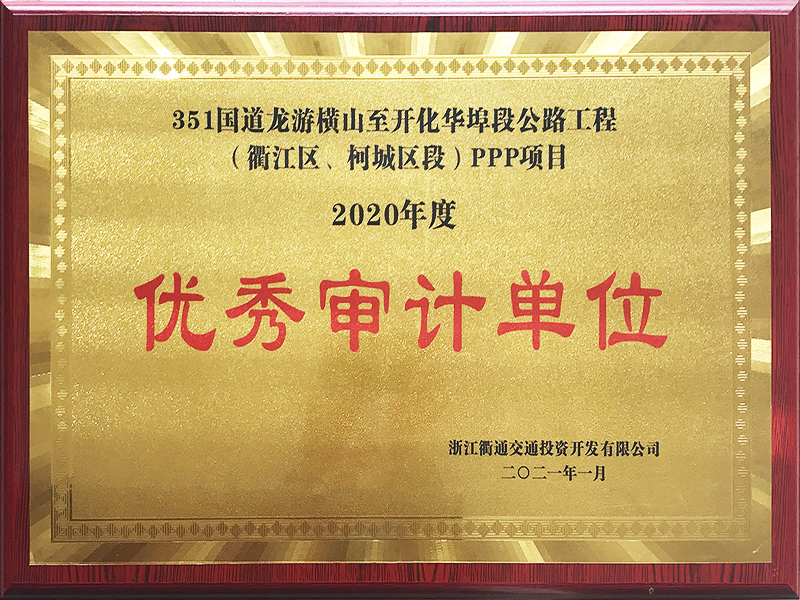 351国道龙游横山至开化华埠段公路工程
（衢江区、柯城区段）PPP项目
2020年度
优秀审计单位
浙江衢通交通投资开发有限公司
二〇二一年一月